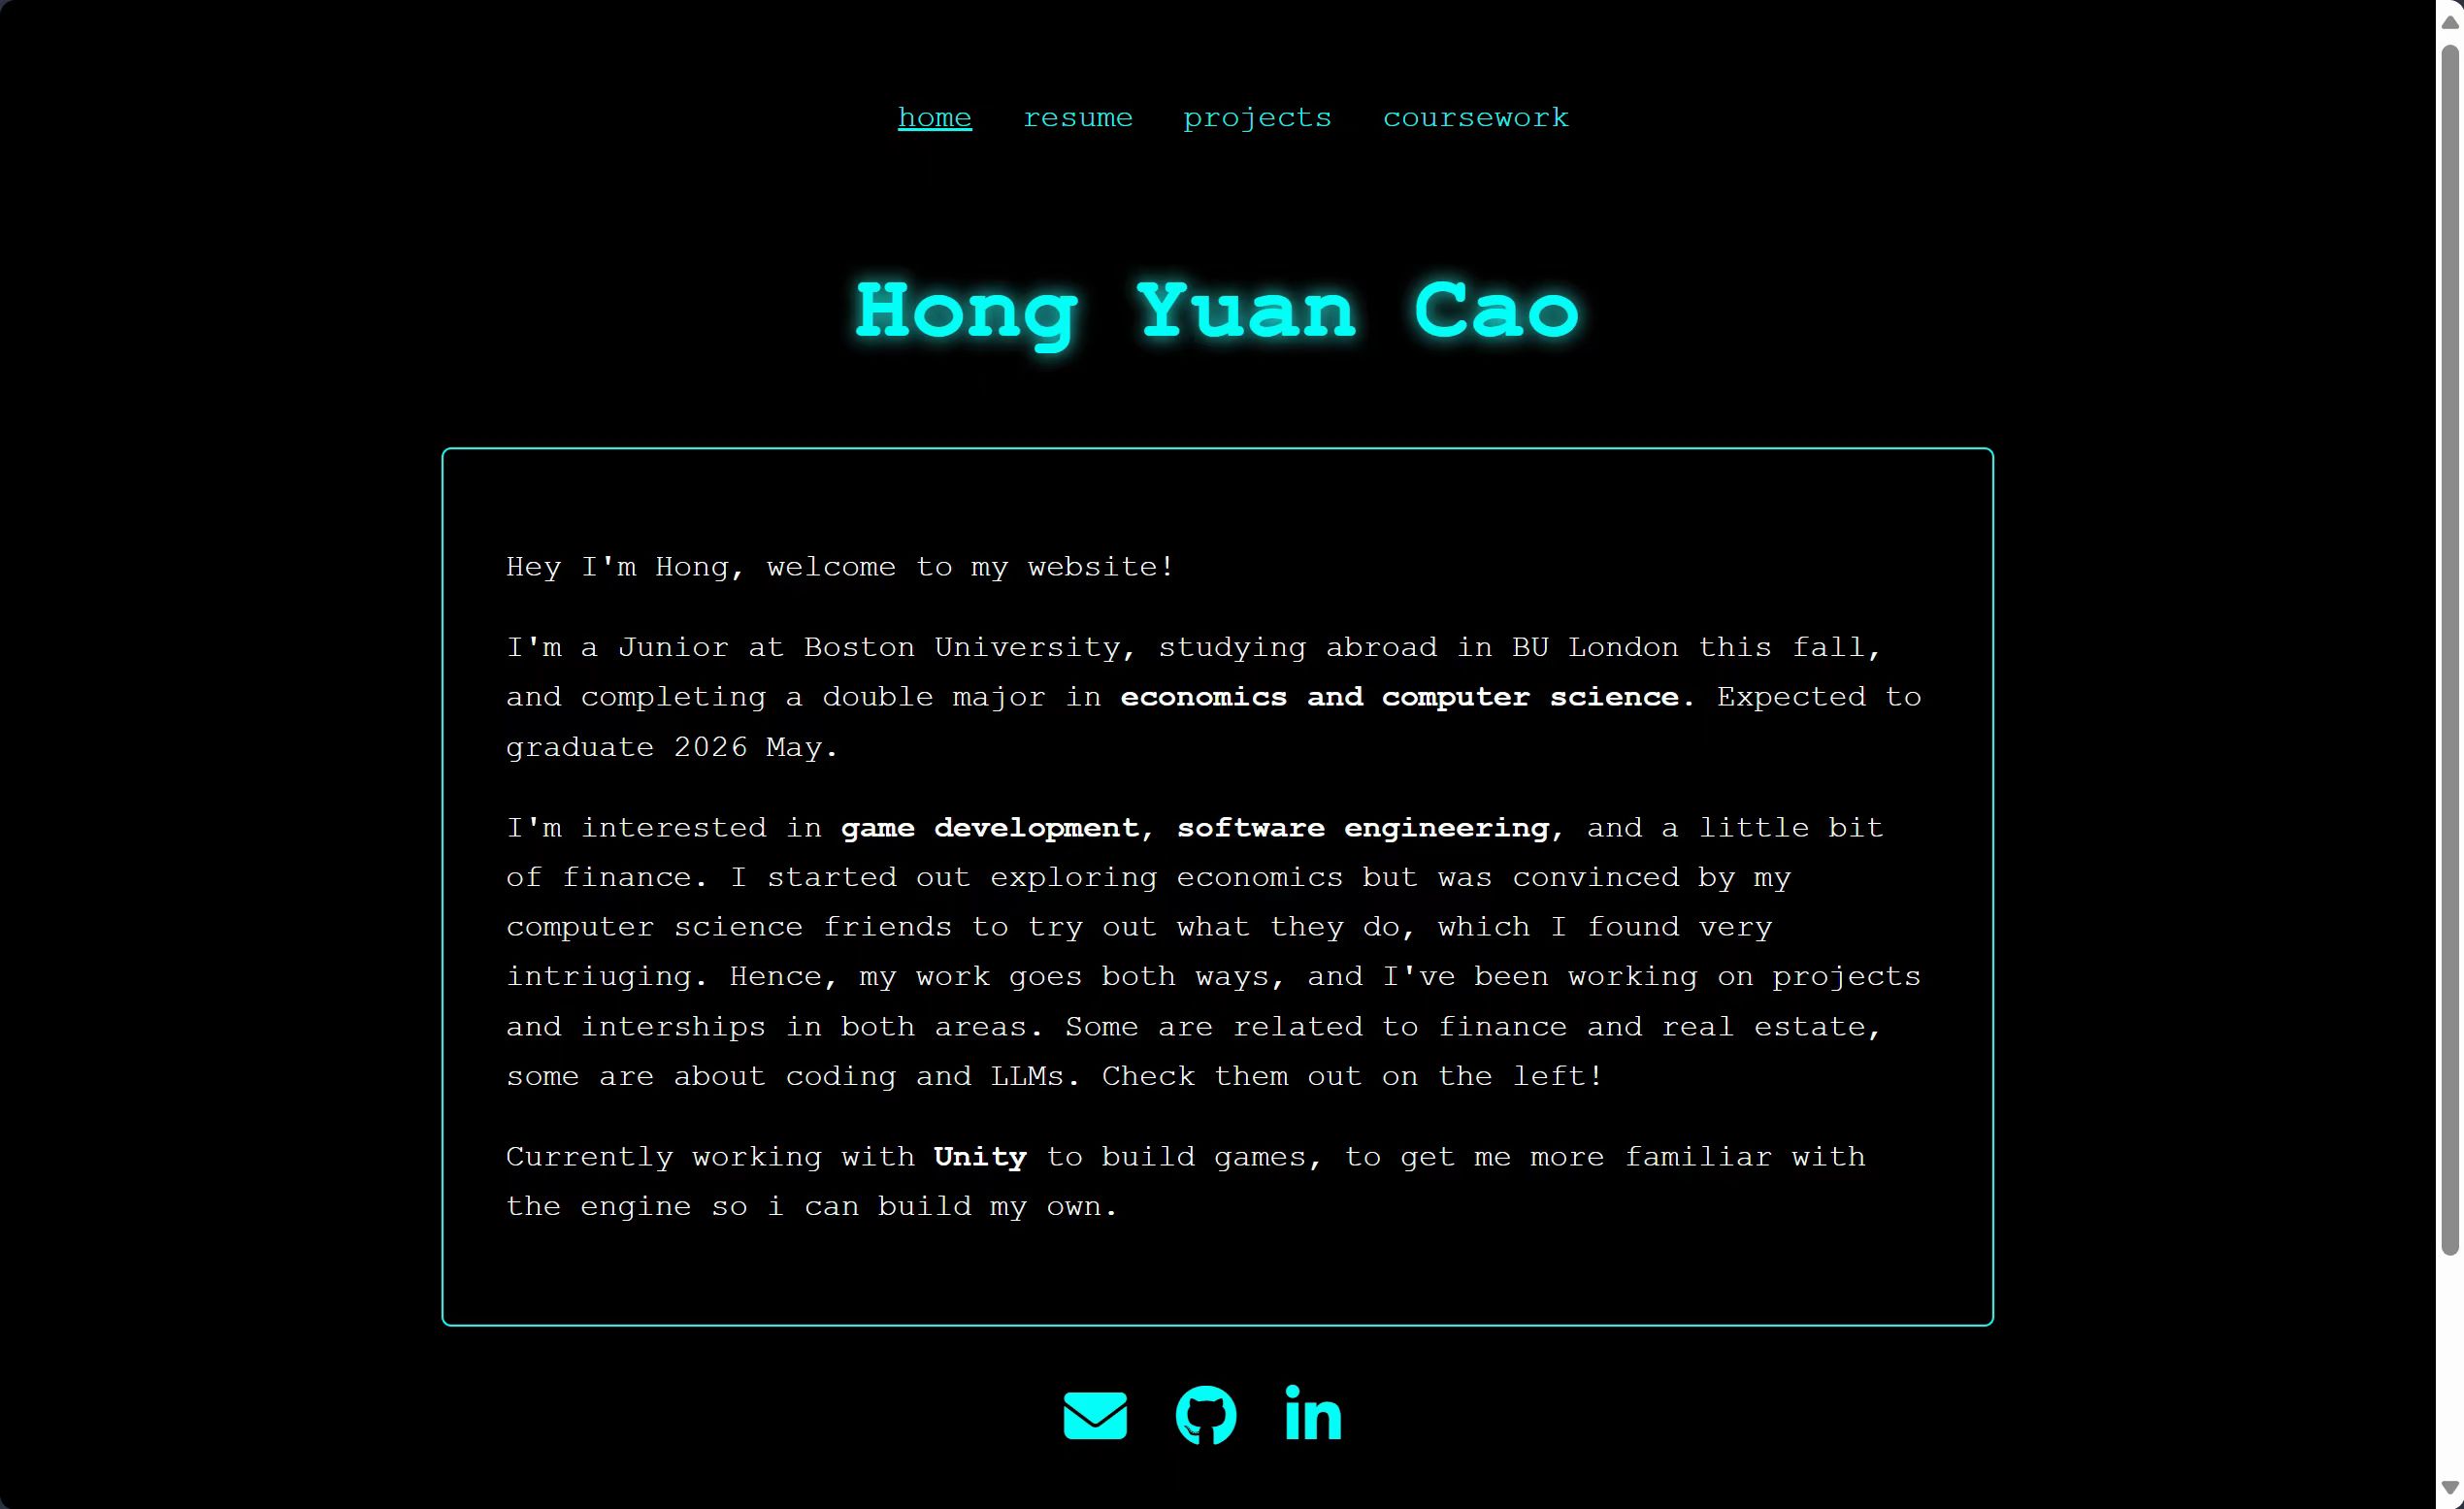 home resume projects coursework
Hong Yuan Cao
Hey I'm Hong, welcome to my website!
I'm a Junior at Boston University, studying abroad in BU London this fall,
and completing a double major in economics and computer science. Expected to
graduate 2026 May.
I'm interested in game development, software engineering, and a little bit
of finance. I started out exploring economics but was convinced by my
computer science friends to try out what they do, which I found very
intriuging. Hence, my work goes both ways, and I've been working on projects
and interships in both areas. Some are related to finance and real estate,
some are about coding and LLMs. Check them out on the left!
Currently working with Unity to build games, to get me more familiar with
the engine so i can build my own.
in